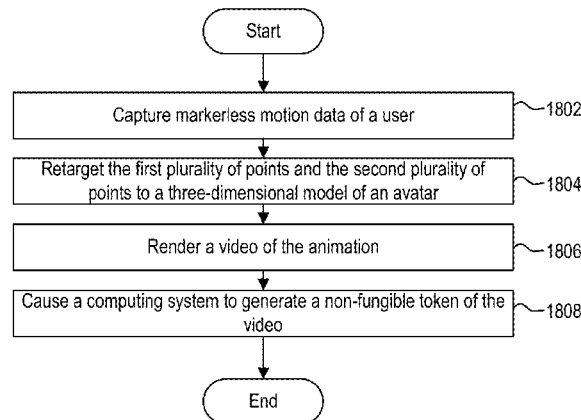 Start
Capture markerless motion data of a user
1802
Retarget the first plurality of points and the second plurality of
points to a three-dimensional model of an avatar
1804
Render a video of the animation
1806
Cause a computing system to generate a non-fungible token of the
video
1808
End